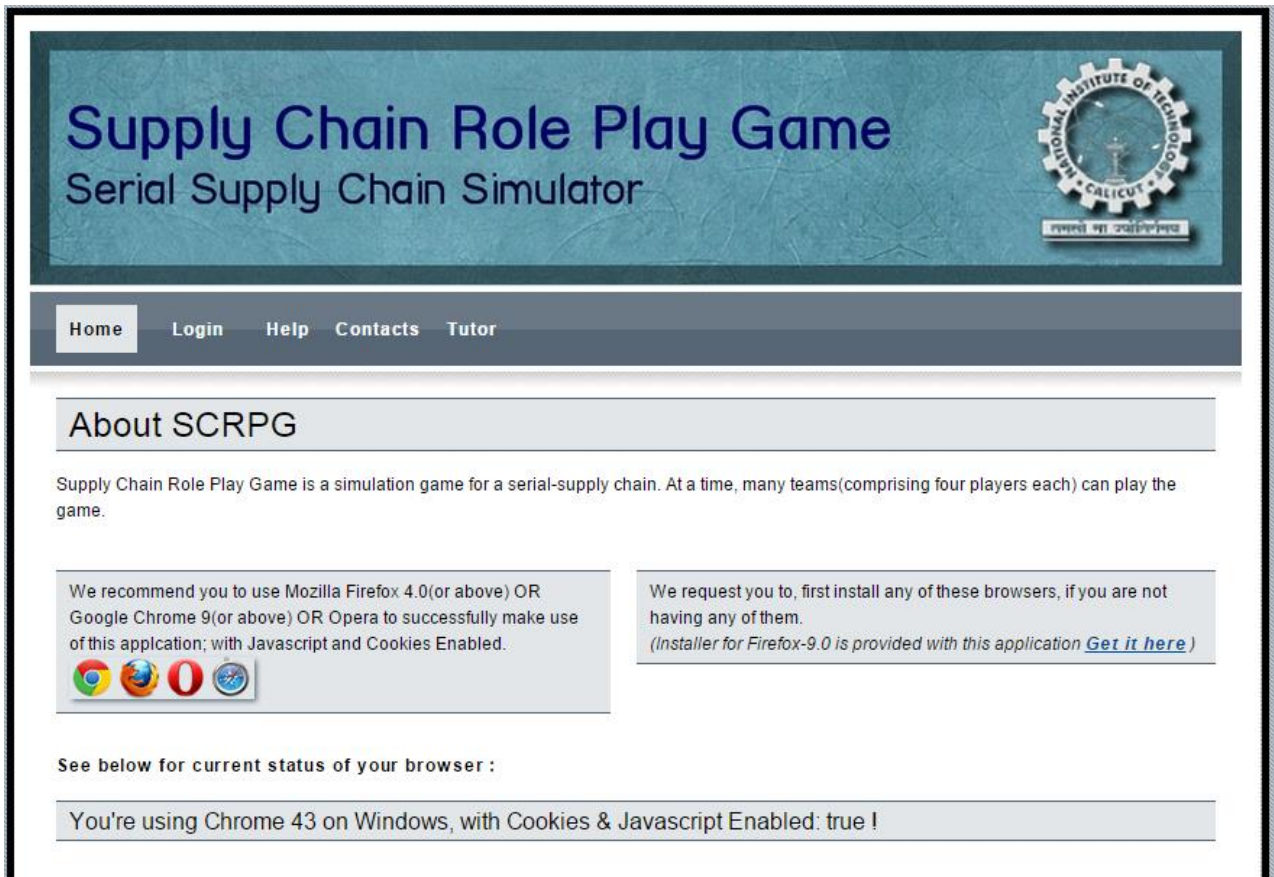 Supply Chain Role Play Game
Serial Supply Chain Simulator
NATIONAL INSTITUTE OF TECHNOLOGY
CALICUT
तमसो मा ज्योतिर्गमय
Home Login Help Contacts Tutor
About SCRPG
Supply Chain Role Play Game is a simulation game for a serial-supply chain. At a time, many teams(comprising four players each) can play the
game.
We recommend you to use Mozilla Firefox 4.0(or above) OR
Google Chrome 9(or above) OR Opera to successfully make use
of this applcation; with Javascript and Cookies Enabled.
We request you to, first install any of these browsers, if you are not
having any of them.
(Installer for Firefox-9.0 is provided with this application Get it here )
See below for current status of your browser :
You're using Chrome 43 on Windows, with Cookies & Javascript Enabled: true !